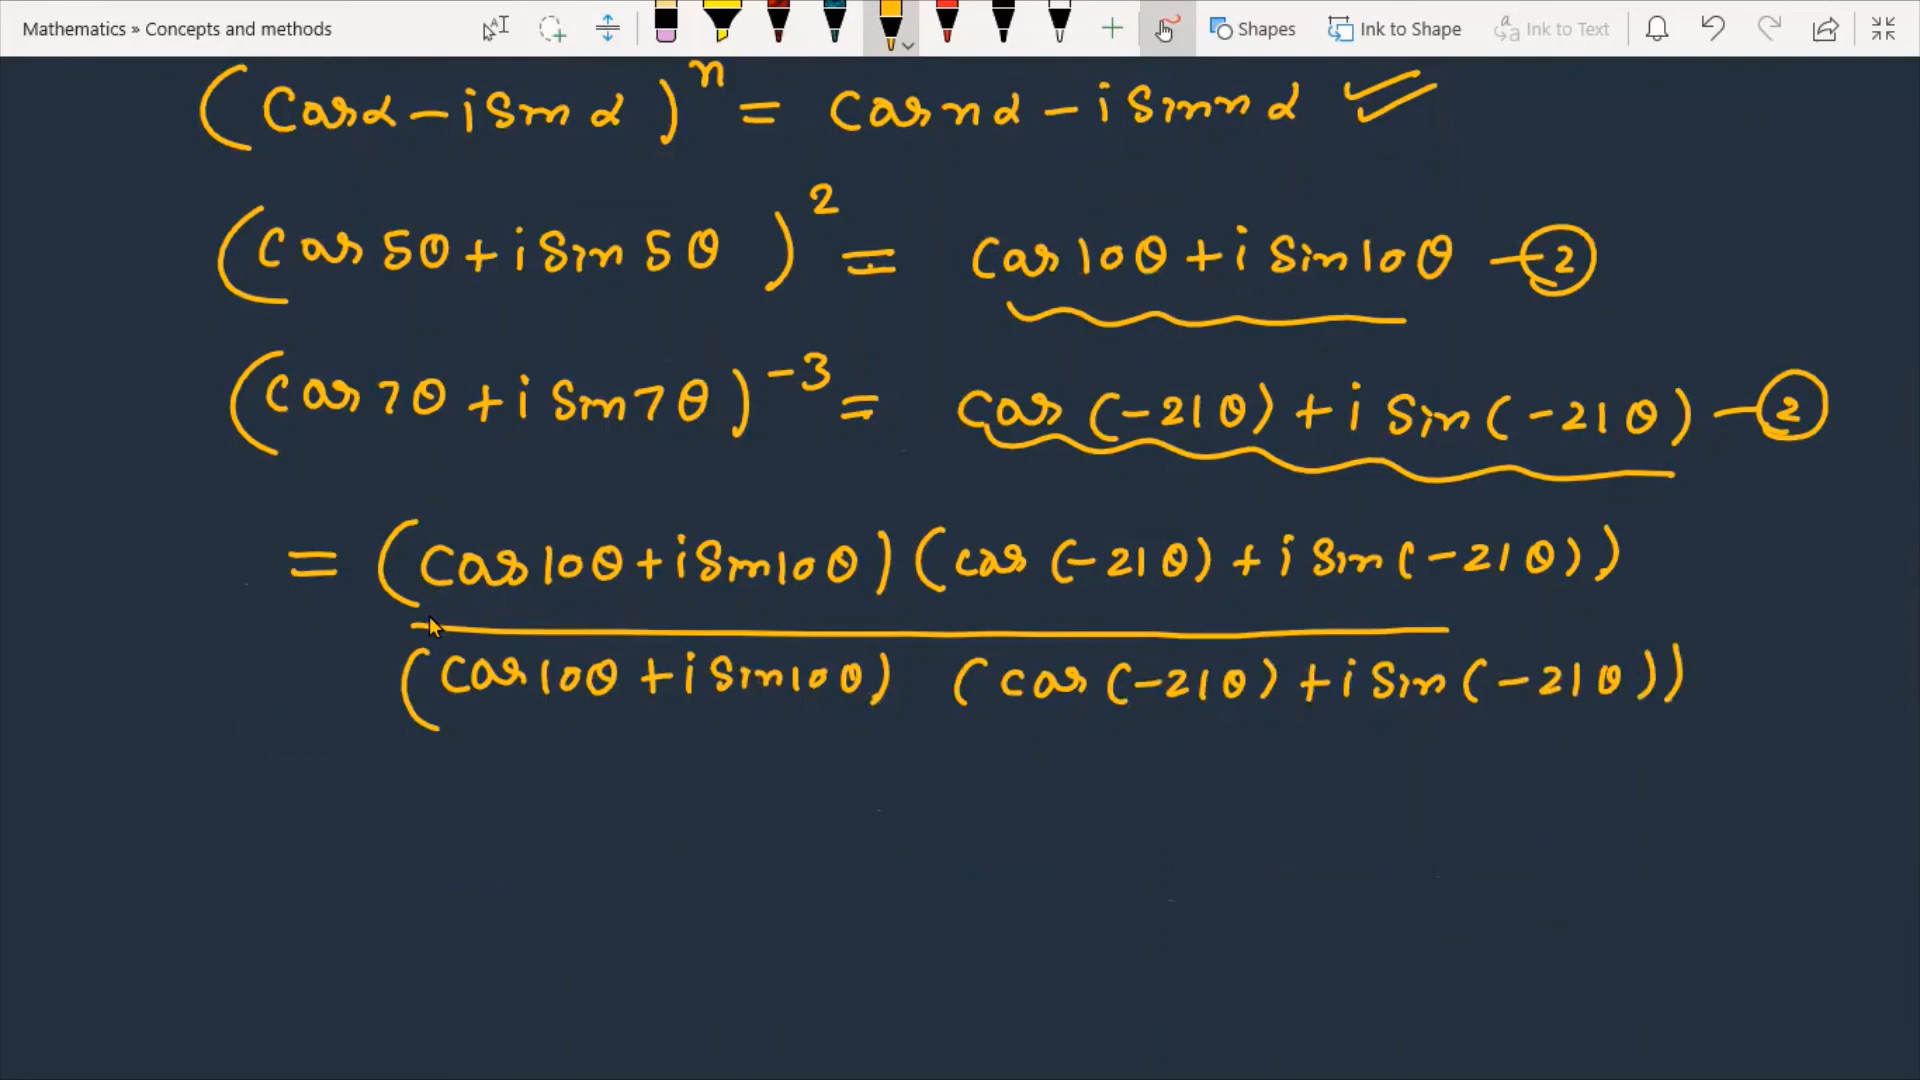 Mathematics » Concepts and methods
Shapes
Ink to Shape
Ink to Text
(Cosα - i Sin α)^n = Cos nα - i Sin nα
(Cos 5θ + i Sin 5θ)^2 = Cos 10θ + i Sin 10θ - ②
(Cos 7θ + i Sin 7θ)^-3 = Cos (-21θ) + i Sin (-21θ) - ②
= (Cos 10θ + i Sin 10θ) (Cos (-21θ) + i Sin (-21θ))
(Cos 10θ + i Sin 10θ) (Cos (-21θ) + i Sin (-21θ))